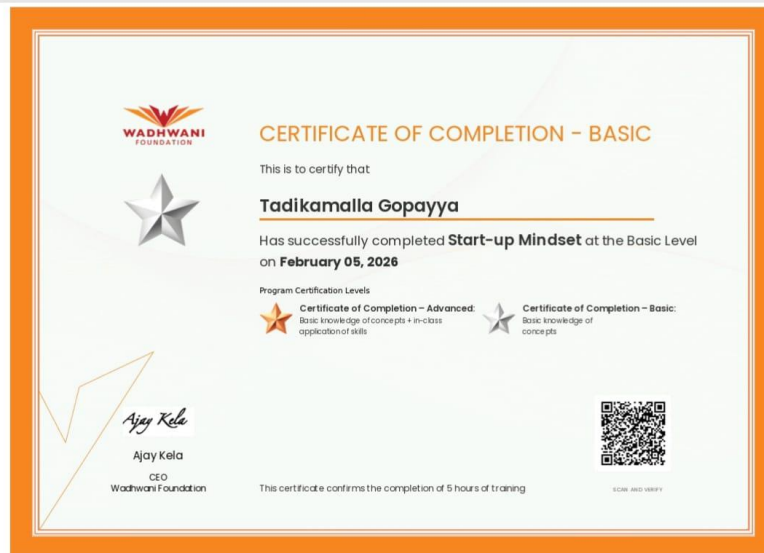 WADHWANI
FOUNDATION
CERTIFICATE OF COMPLETION - BASIC
This is to certify that
Tadikamalla Gopayya
Has successfully completed Start-up Mindset at the Basic Level
on February 05, 2026
Program Certification Levels
Certificate of Completion – Advanced:
Basic knowledge of concepts + in-class
application of skills
Certificate of Completion – Basic:
Basic knowledge of
concepts
Ajay Kela
Ajay Kela
CEO
Wadhwani Foundation
This certificate confirms the completion of 5 hours of training
SCAN AND VERIFY